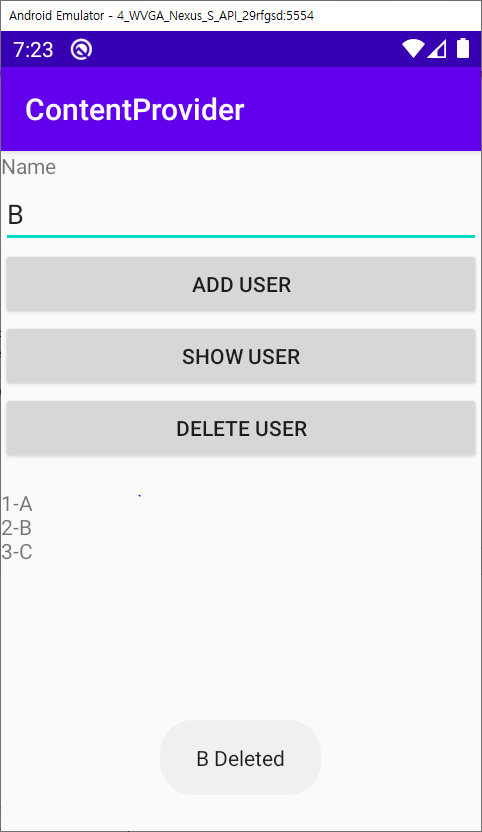 Android Emulator - 4_WVGA_Nexus_S_API_29rfgsd:5554
7:23
ContentProvider
Name
B
ADD USER
SHOW USER
DELETE USER
1-A
2-B
3-C
B Deleted